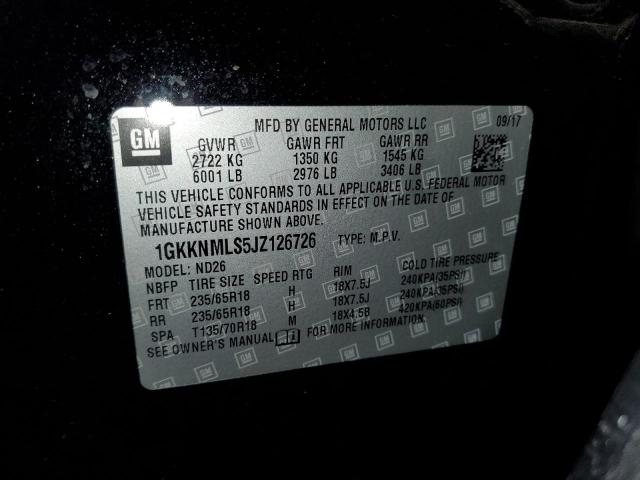 GM
MFD BY GENERAL MOTORS LLC 09/17
GVWR GAWR FRT GAWR RR
2722 KG 1350 KG 1545 KG
6001 LB 2976 LB 3406 LB
THIS VEHICLE CONFORMS TO ALL APPLICABLE U.S. FEDERAL MOTOR
VEHICLE SAFETY STANDARDS IN EFFECT ON THE DATE OF
MANUFACTURE SHOWN ABOVE.
1GKKNMLS5JZ126726 TYPE: M.P.V.
MODEL: ND26
NBFP TIRE SIZE SPEED RTG RIM COLD TIRE PRESSURE
FRT 235/65R18 H 18X7.5J 240KPA(35PSI)
RR 235/65R18 H 18X7.5J 240KPA(35PSI)
SPA T135/70R18 M 18X4.5B 420KPA(60PSI)
SEE OWNER'S MANUAL FOR MORE INFORMATION